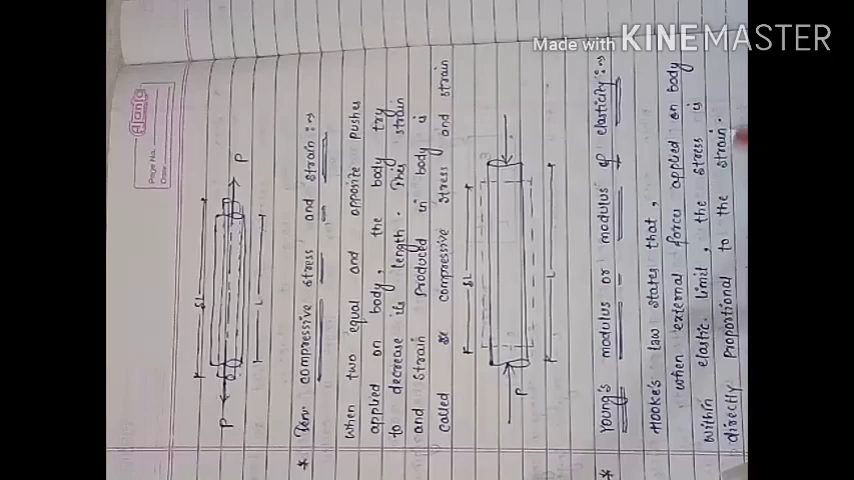 Made with KINEMASTER
Ajanta
Page No.
Date
P
P
δL
L
* Ten compressive stress and strain :→
When two equal and opposite pushes
applied on body, the body try
to decrease its length. This strain
and strain produced in body is
called compressive stress and strain
δL
P
L
* Young's modulus or modulus of elasticity :→
Hooke's law states that,
when external forces applied on body
within elastic limit, the stress is
directly proportional to the strain.